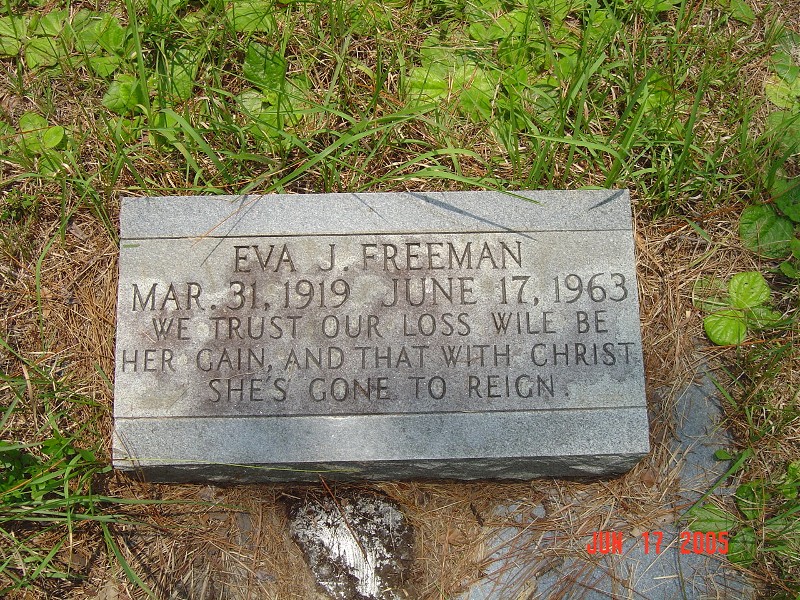 EVA J. FREEMAN
MAR. 31, 1919 JUNE 17, 1963
WE TRUST OUR LOSS WILE BE
HER GAIN, AND THAT WITH CHRIST
SHE'S GONE TO REIGN.
JUN 17 2005